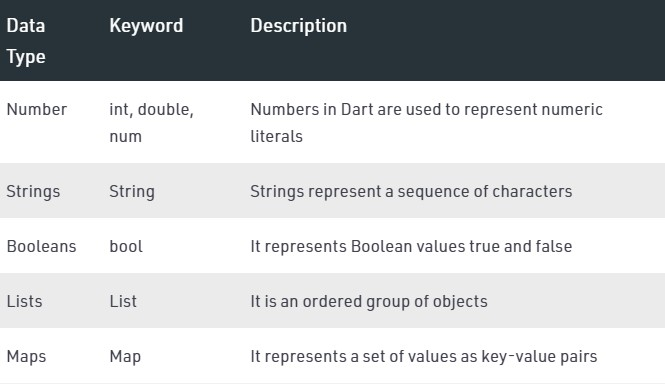 Data Type Keyword Description
Number int, double, num Numbers in Dart are used to represent numeric literals
Strings String Strings represent a sequence of characters
Booleans bool It represents Boolean values true and false
Lists List It is an ordered group of objects
Maps Map It represents a set of values as key-value pairs